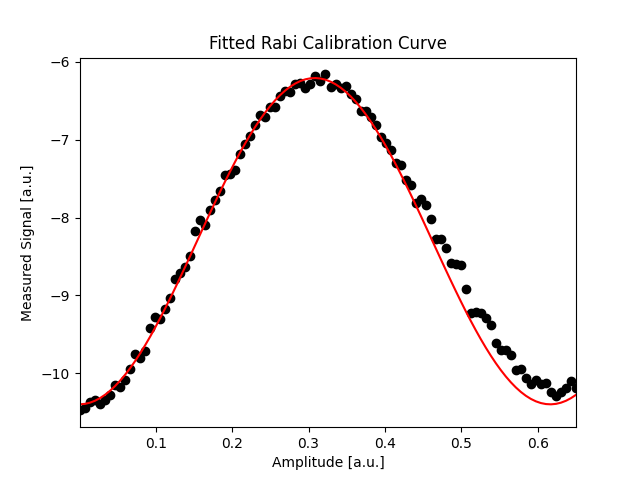 Fitted Rabi Calibration Curve
−6
−7
−8
−9
−10
Measured Signal [a.u.]
0.1 0.2 0.3 0.4 0.5 0.6
Amplitude [a.u.]